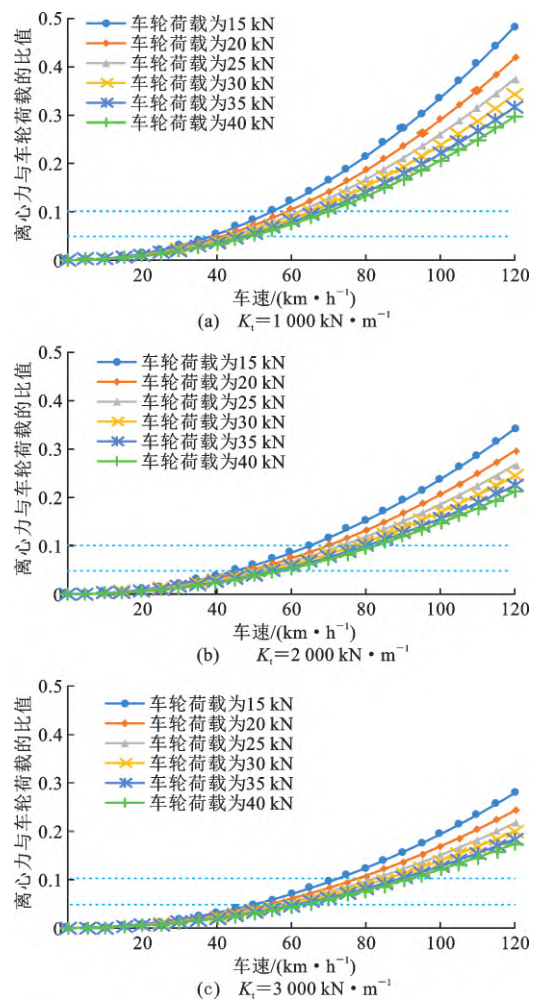 离心力与车轮荷载的比值
0.5
0.4
0.3
0.2
0.1
0
车轮荷载为15 kN
车轮荷载为20 kN
车轮荷载为25 kN
车轮荷载为30 kN
车轮荷载为35 kN
车轮荷载为40 kN
20 40 60 80 100 120
车速/(km·h⁻¹)
(a) Kₜ=1 000 kN·m⁻¹
离心力与车轮荷载的比值
0.5
0.4
0.3
0.2
0.1
0
车轮荷载为15 kN
车轮荷载为20 kN
车轮荷载为25 kN
车轮荷载为30 kN
车轮荷载为35 kN
车轮荷载为40 kN
20 40 60 80 100 120
车速/(km·h⁻¹)
(b) Kₜ=2 000 kN·m⁻¹
离心力与车轮荷载的比值
0.5
0.4
0.3
0.2
0.1
0
车轮荷载为15 kN
车轮荷载为20 kN
车轮荷载为25 kN
车轮荷载为30 kN
车轮荷载为35 kN
车轮荷载为40 kN
20 40 60 80 100 120
车速/(km·h⁻¹)
(c) Kₜ=3 000 kN·m⁻¹